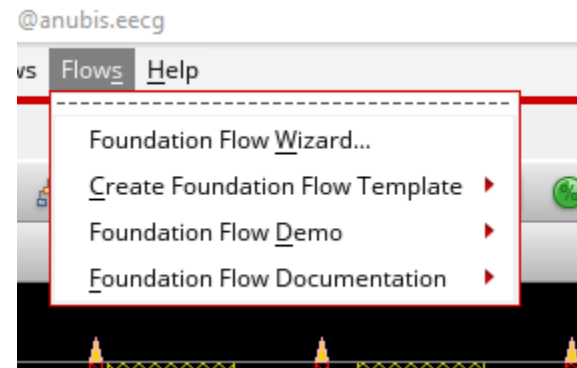 @anubis.eecg
ws Flows Help
Foundation Flow Wizard...
Create Foundation Flow Template
Foundation Flow Demo
Foundation Flow Documentation
%